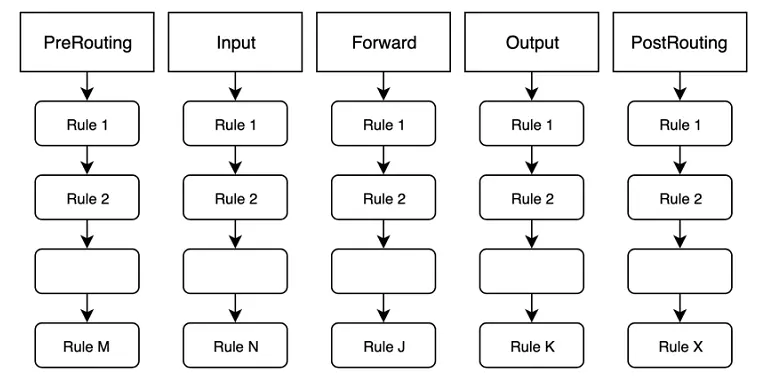 PreRouting
Input
Forward
Output
PostRouting
Rule 1
Rule 1
Rule 1
Rule 1
Rule 1
Rule 2
Rule 2
Rule 2
Rule 2
Rule 2
Rule M
Rule N
Rule J
Rule K
Rule X